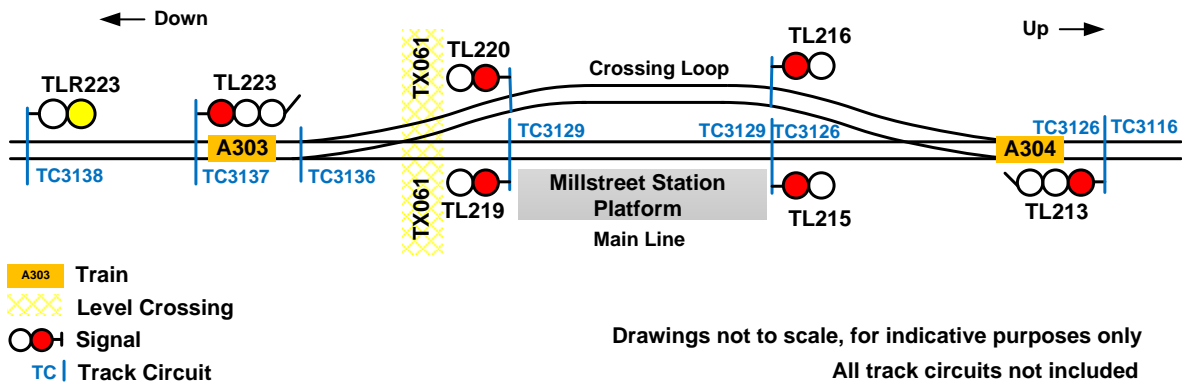 Down
Up
TLR223
TL223
TX061
TL220
TL216
Crossing Loop
A303
TC3129
TC3129
TC3126
A304
TC3126
TC3116
TC3138
TC3137
TC3136
TX061
TL219
Millstreet Station
Platform
Main Line
TL215
TL213
A303 Train
Level Crossing
Signal
TC Track Circuit
Drawings not to scale, for indicative purposes only
All track circuits not included